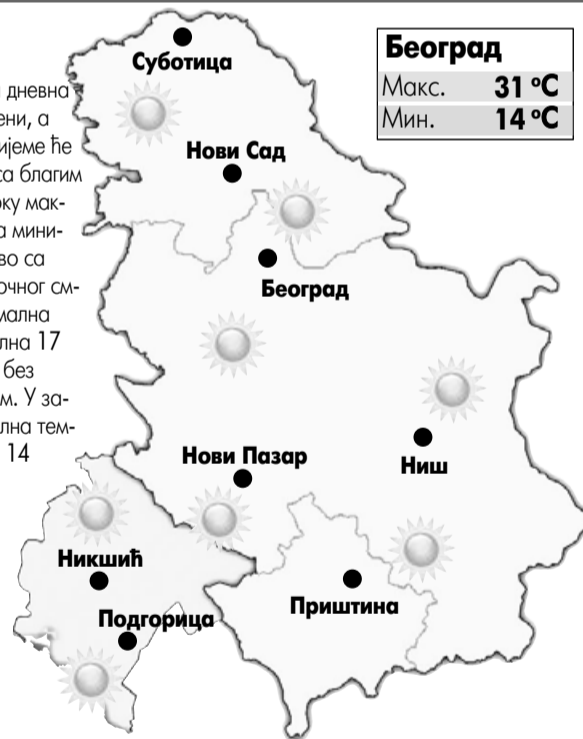 Београд
Макс. 31 °C
Мин. 14 °C
Суботица
Нови Сад
Београд
Нови Пазар
Ниш
Никшић
Приштина
Подгорица
дневна
ени, а
ијеме ће
са благим
рку мак-
а мини-
во са
очног см-
мална
лна 17
без
м. У за-
лна тем-
14